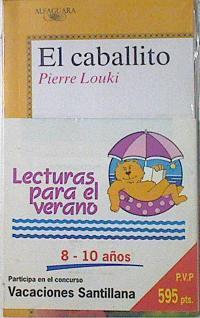 ALFAGUARA
El caballito
Pierre Louki
Lecturas
para el
verano
8 - 10 años
Participa en el concurso
Vacaciones Santillana
P.V.P
595 pts.